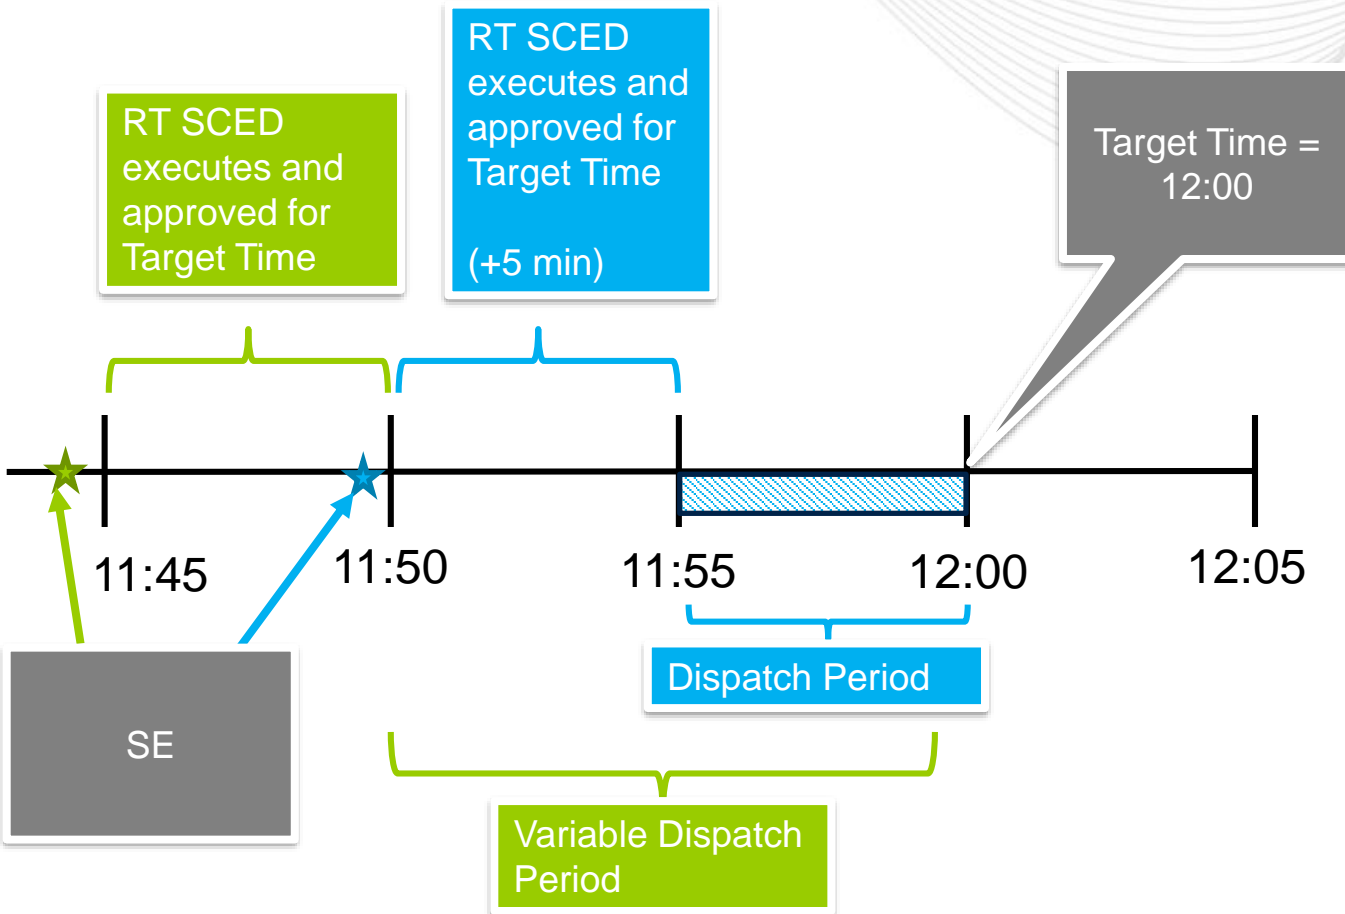 RT SCED
executes and
approved for
Target Time
RT SCED
executes and
approved for
Target Time
(+5 min)
Target Time =
12:00
11:45
11:50
11:55
12:00
12:05
SE
Dispatch Period
Variable Dispatch
Period